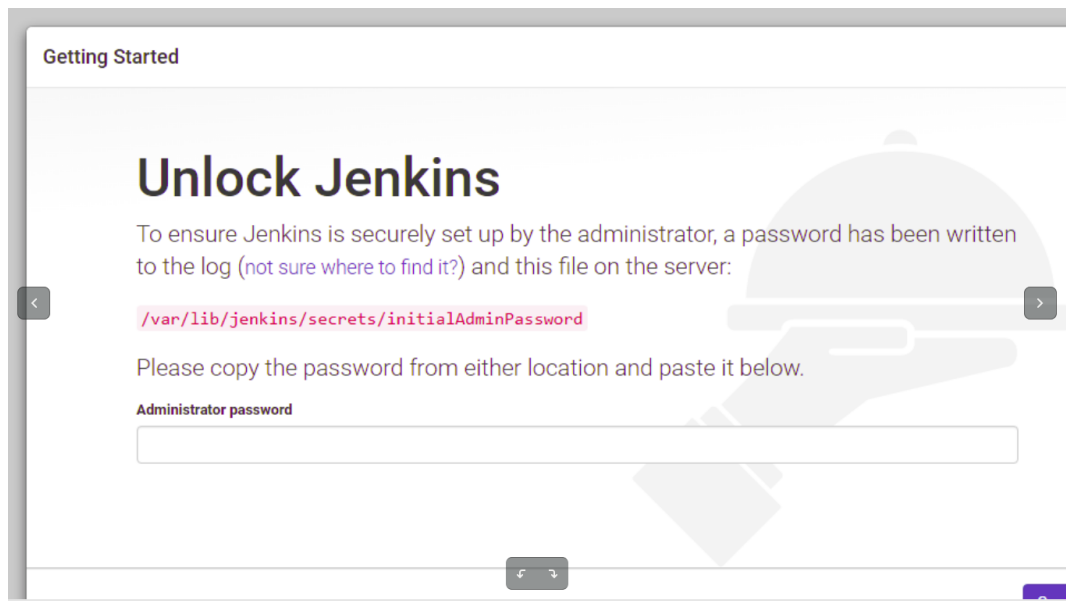 Getting Started
Unlock Jenkins
To ensure Jenkins is securely set up by the administrator, a password has been written
to the log (not sure where to find it?) and this file on the server:
/var/lib/jenkins/secrets/initialAdminPassword
Please copy the password from either location and paste it below.
Administrator password